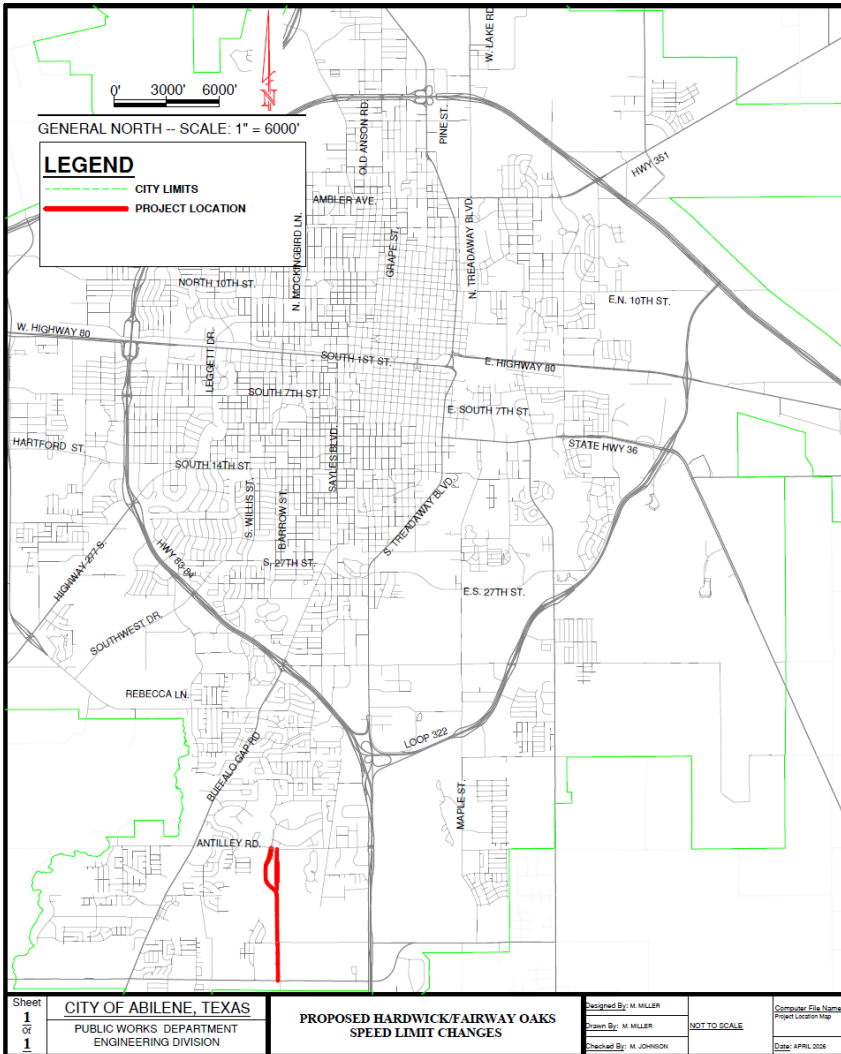 W. LAKE RD
0' 3000' 6000'
N
GENERAL NORTH -- SCALE: 1" = 6000'
LEGEND
CITY LIMITS
PROJECT LOCATION
OLD ANSON RD.
PINE ST.
HWY 351
AMBLER AVE.
N. MOCKINGBIRD LN.
GRAPE ST.
N. TREADAWAY BLVD.
NORTH 10TH ST.
E.N. 10TH ST.
W. HIGHWAY 80
LEGGETT DR.
SOUTH 1ST ST.
E. HIGHWAY 80
SOUTH 7TH ST.
E. SOUTH 7TH ST.
HARTFORD ST.
SAYLES BLVD.
STATE HWY 36
SOUTH 14TH ST.
S. WILLIS ST.
BARROW ST.
S. TREADAWAY BLVD.
HIGHWAY 277 S.
HWY 83-84
S. 27TH ST.
E.S. 27TH ST.
SOUTHWEST DR.
REBECCA LN.
BUFFALO GAP RD
LOOP 322
MAPLE ST.
ANTILLEY RD.
Sheet
1
Of
1
CITY OF ABILENE, TEXAS
PUBLIC WORKS DEPARTMENT
ENGINEERING DIVISION
PROPOSED HARDWICK/FAIRWAY OAKS
SPEED LIMIT CHANGES
Designed By: M. MILLER
Drawn By: M. MILLER
Checked By: M. JOHNSON
NOT TO SCALE
Computer File Name
Project Location Map
Date: APRIL 2026